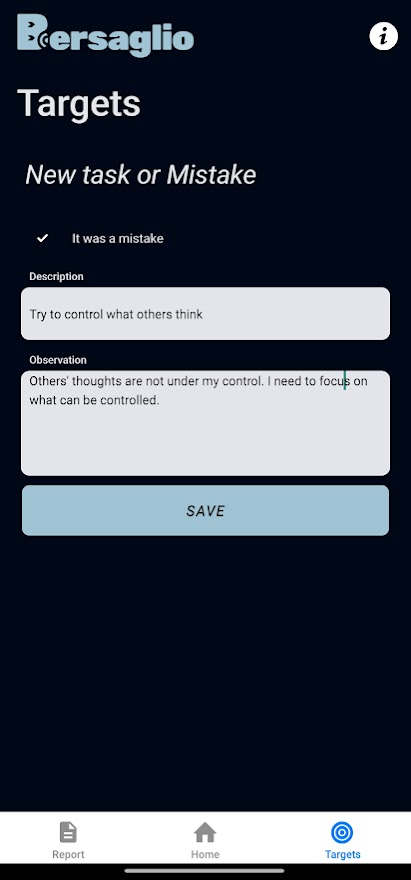 Bersaglio
i
Targets
New task or Mistake
It was a mistake
Description
Try to control what others think
Observation
Others' thoughts are not under my control. I need to focus on
what can be controlled.
SAVE
Report
Home
Targets